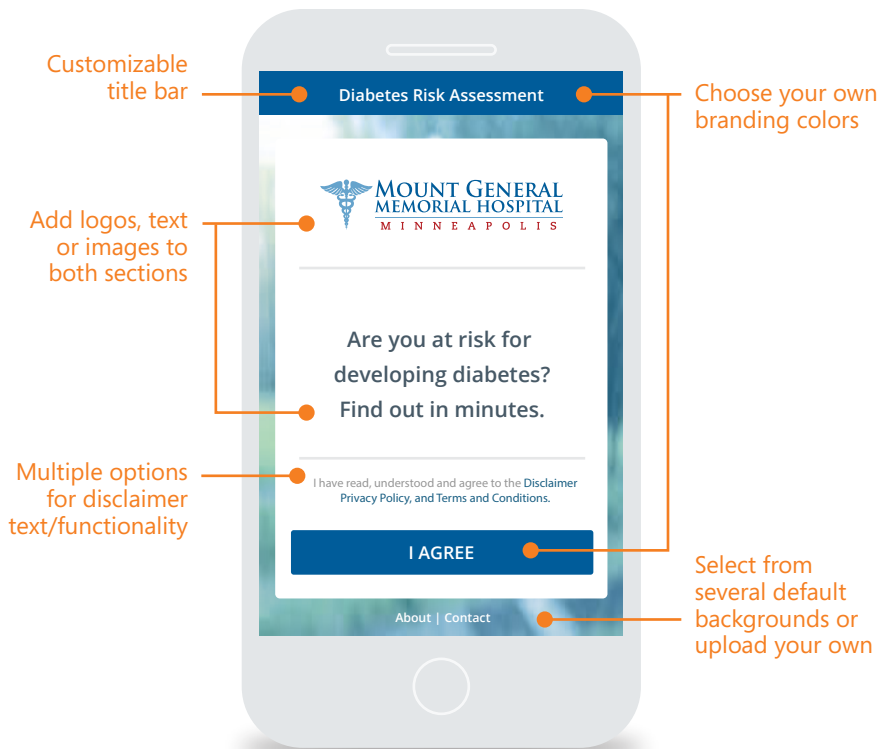 Customizable
title bar
Diabetes Risk Assessment
Choose your own
branding colors
MOUNT GENERAL
MEMORIAL HOSPITAL
MINNEAPOLIS
Add logos, text
or images to
both sections
Are you at risk for
developing diabetes?
Find out in minutes.
Multiple options
for disclaimer
text/functionality
I have read, understood and agree to the Disclaimer
Privacy Policy, and Terms and Conditions.
I AGREE
Select from
several default
backgrounds or
upload your own
About | Contact